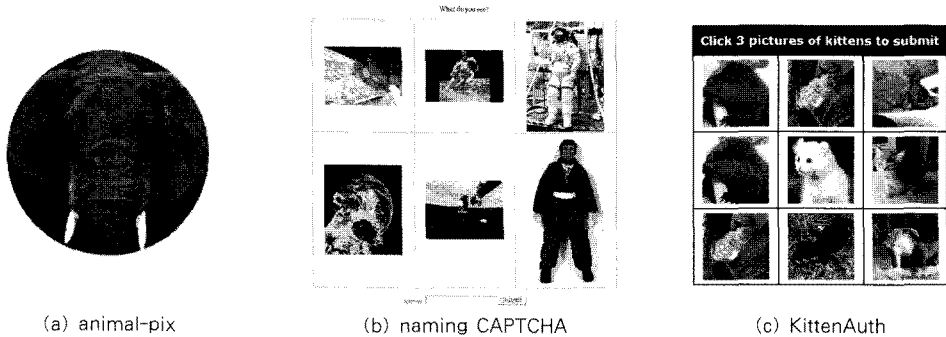 What do you see?
Click 3 pictures of kittens to submit
(a) animal-pix
(b) naming CAPTCHA
(c) KittenAuth